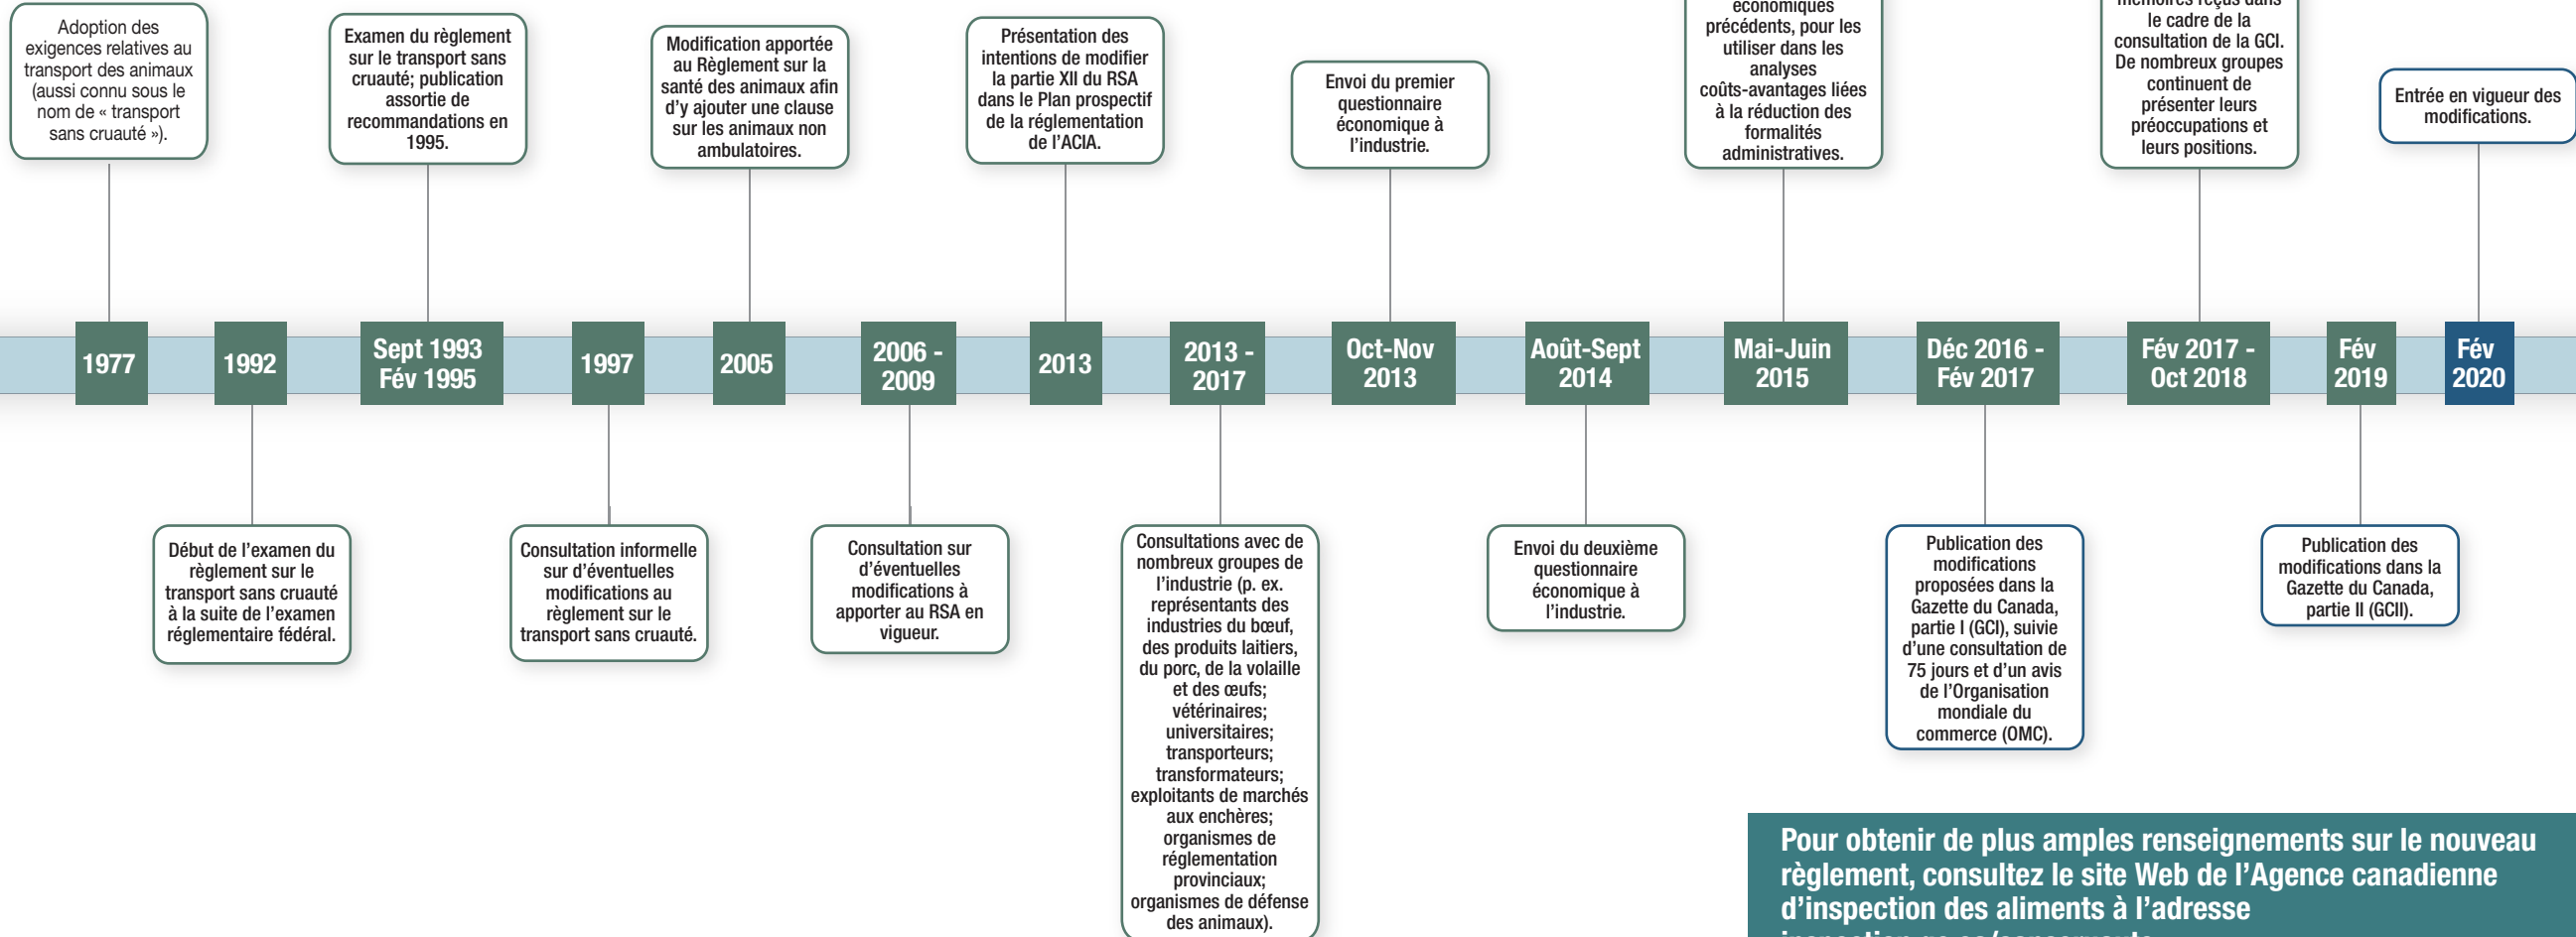 Adoption des
exigences relatives au
transport des animaux
(aussi connu sous le
nom de « transport
sans cruauté »).
Examen du règlement
sur le transport sans
cruauté; publication
assortie de
recommandations en
1995.
Modification apportée
au Règlement sur la
santé des animaux afin
d’y ajouter une clause
sur les animaux non
ambulatoires.
Présentation des
intentions de modifier
la partie XII du RSA
dans le Plan prospectif
de la réglementation
de l’ACIA.
Envoi du premier
questionnaire
économique à
l’industrie.
économiques
précédents, pour les
utiliser dans les
analyses
coûts-avantages liées
à la réduction des
formalités
administratives.
mémoires reçus dans
le cadre de la
consultation de la GCI.
De nombreux groupes
continuent de
présenter leurs
préoccupations et
leurs positions.
Entrée en vigueur des
modifications.
1977
1992
Sept 1993
Fév 1995
1997
2005
2006 -
2009
2013
2013 -
2017
Oct-Nov
2013
Août-Sept
2014
Mai-Juin
2015
Déc 2016 -
Fév 2017
Fév 2017 -
Oct 2018
Fév
2019
Fév
2020
Début de l’examen du
règlement sur le
transport sans cruauté
à la suite de l’examen
réglementaire fédéral.
Consultation informelle
sur d’éventuelles
modifications au
règlement sur le
transport sans cruauté.
Consultation sur
d’éventuelles
modifications à
apporter au RSA en
vigueur.
Consultations avec de
nombreux groupes de
l’industrie (p. ex.
représentants des
industries du bœuf,
des produits laitiers,
du porc, de la volaille
et des œufs;
vétérinaires;
universitaires;
transporteurs;
transformateurs;
exploitants de marchés
aux enchères;
organismes de
réglementation
provinciaux;
organismes de défense
des animaux).
Envoi du deuxième
questionnaire
économique à
l’industrie.
Publication des
modifications
proposées dans la
Gazette du Canada,
partie I (GCI), suivie
d’une consultation de
75 jours et d’un avis
de l’Organisation
mondiale du
commerce (OMC).
Publication des
modifications dans la
Gazette du Canada,
partie II (GCII).
Pour obtenir de plus amples renseignements sur le nouveau
règlement, consultez le site Web de l’Agence canadienne
d’inspection des aliments à l’adresse